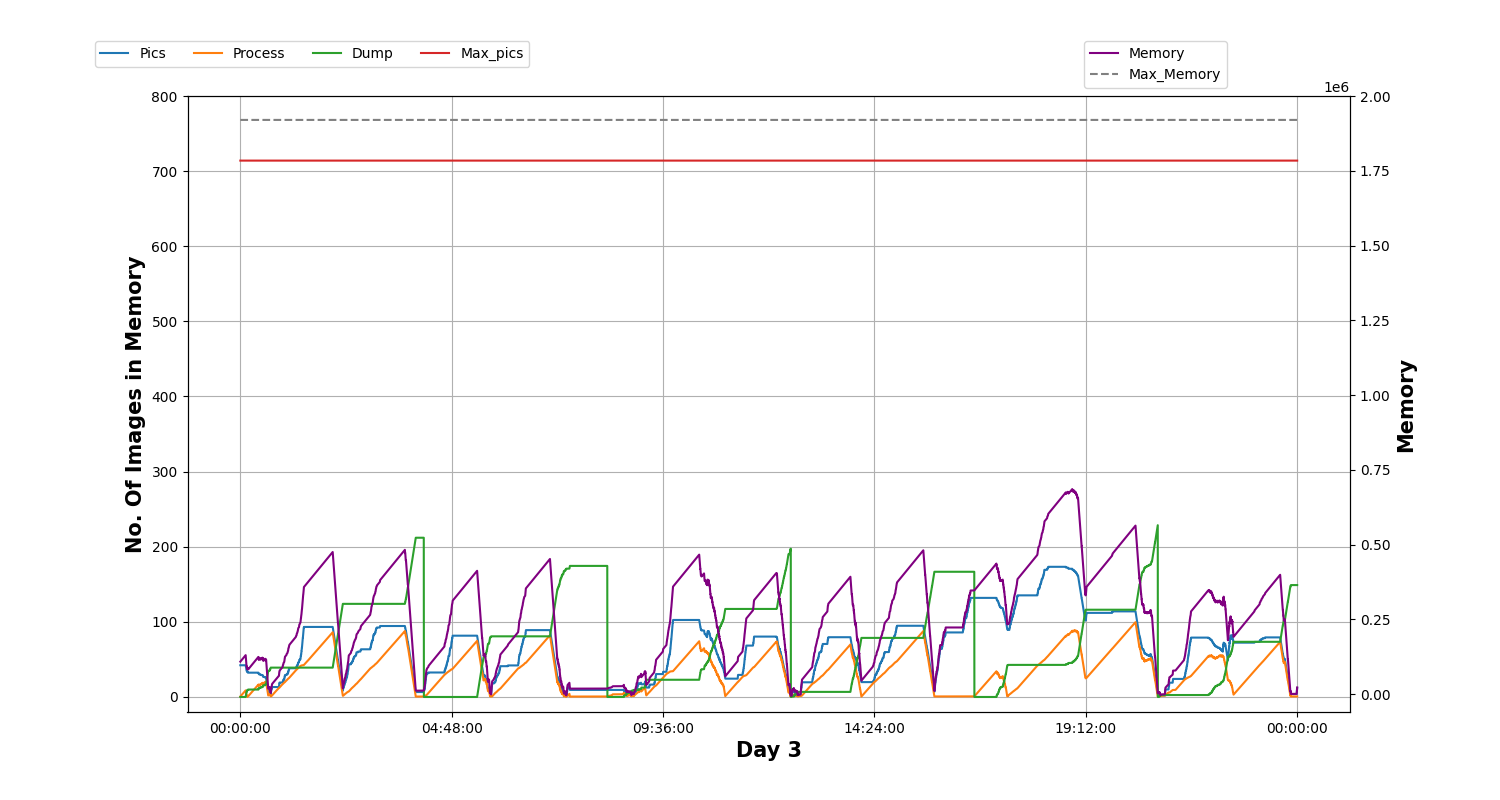 Pics Process Dump Max_pics
Memory
Max_Memory
1e6
800
700
600
500
400
300
200
100
0
No. Of Images in Memory
2.00
1.75
1.50
1.25
1.00
0.75
0.50
0.25
0.00
Memory
00:00:00 04:48:00 09:36:00 14:24:00 19:12:00 00:00:00
Day 3